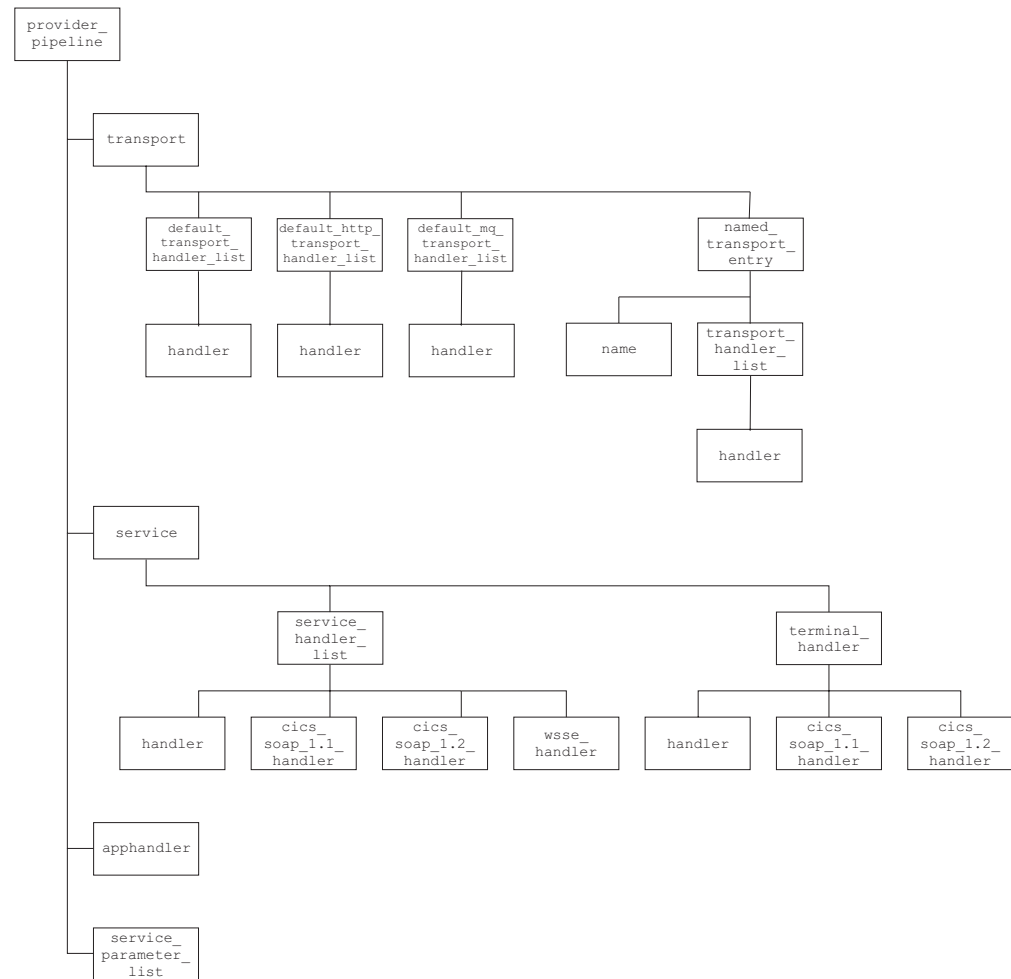 provider_
pipeline
transport
default_
transport_
handler_list
default_http_
transport_
handler_list
default_mq_
transport_
handler_list
named_
transport_
entry
handler
handler
handler
name
transport_
handler_
list
handler
service
service_
handler_
list
terminal_
handler
handler
cics_
soap_1.1_
handler
cics_
soap_1.2_
handler
wsse_
handler
handler
cics_
soap_1.1_
handler
cics_
soap_1.2_
handler
apphandler
service_
parameter_
list